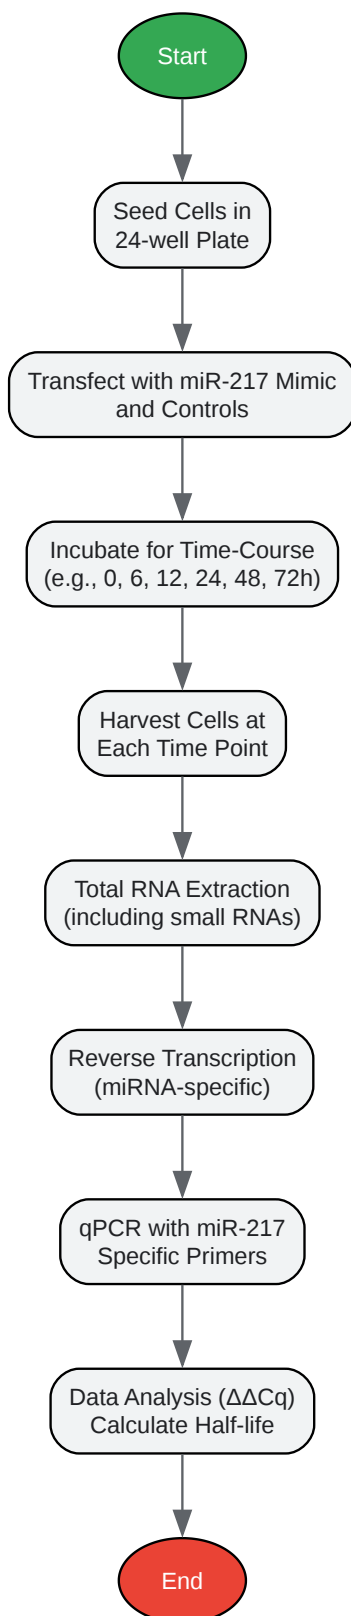 Start
Seed Cells in
24-well Plate
Transfect with miR-217 Mimic
and Controls
Incubate for Time-Course
(e.g., 0, 6, 12, 24, 48, 72h)
Harvest Cells at
Each Time Point
Total RNA Extraction
(including small RNAs)
Reverse Transcription
(miRNA-specific)
qPCR with miR-217
Specific Primers
Data Analysis (ΔΔCq)
Calculate Half-life
End